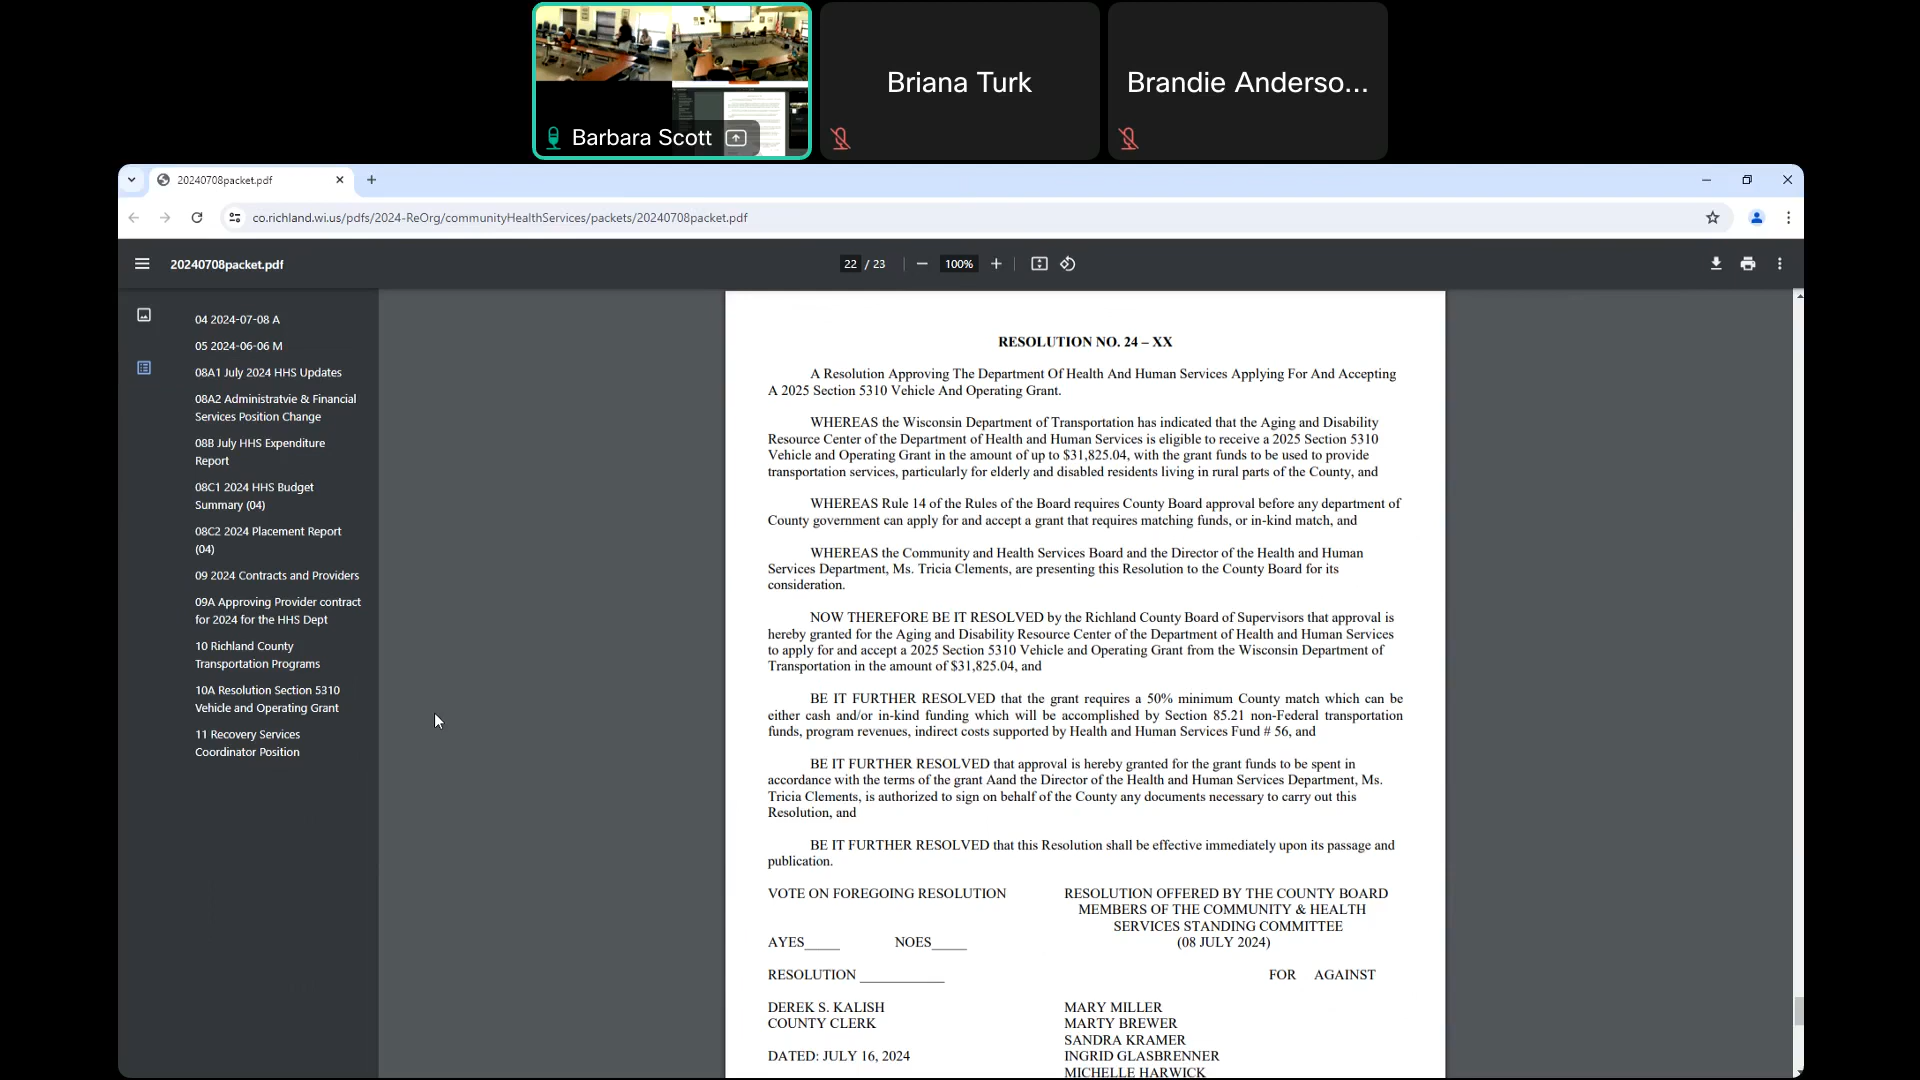 Barbara Scott
Briana Turk
Brandie Anderso...
20240708packet.pdf
co.richland.wi.us/pdfs/2024-ReOrg/communityHealthServices/packets/20240708packet.pdf
20240708packet.pdf
22 / 23
100%
04 2024-07-08 A
05 2024-06-06 M
08A1 July 2024 HHS Updates
08A2 Administratvie & Financial
Services Position Change
08B July HHS Expenditure
Report
08C1 2024 HHS Budget
Summary (04)
08C2 2024 Placement Report
(04)
09 2024 Contracts and Providers
09A Approving Provider contract
for 2024 for the HHS Dept
10 Richland County
Transportation Programs
10A Resolution Section 5310
Vehicle and Operating Grant
11 Recovery Services
Coordinator Position
RESOLUTION NO. 24 – XX
A Resolution Approving The Department Of Health And Human Services Applying For And Accepting
A 2025 Section 5310 Vehicle And Operating Grant.
WHEREAS the Wisconsin Department of Transportation has indicated that the Aging and Disability
Resource Center of the Department of Health and Human Services is eligible to receive a 2025 Section 5310
Vehicle and Operating Grant in the amount of up to $31,825.04, with the grant funds to be used to provide
transportation services, particularly for elderly and disabled residents living in rural parts of the County, and
WHEREAS Rule 14 of the Rules of the Board requires County Board approval before any department of
County government can apply for and accept a grant that requires matching funds, or in-kind match, and
WHEREAS the Community and Health Services Board and the Director of the Health and Human
Services Department, Ms. Tricia Clements, are presenting this Resolution to the County Board for its
consideration.
NOW THEREFORE BE IT RESOLVED by the Richland County Board of Supervisors that approval is
hereby granted for the Aging and Disability Resource Center of the Department of Health and Human Services
to apply for and accept a 2025 Section 5310 Vehicle and Operating Grant from the Wisconsin Department of
Transportation in the amount of $31,825.04, and
BE IT FURTHER RESOLVED that the grant requires a 50% minimum County match which can be
either cash and/or in-kind funding which will be accomplished by Section 85.21 non-Federal transportation
funds, program revenues, indirect costs supported by Health and Human Services Fund # 56, and
BE IT FURTHER RESOLVED that approval is hereby granted for the grant funds to be spent in
accordance with the terms of the grant Aand the Director of the Health and Human Services Department, Ms.
Tricia Clements, is authorized to sign on behalf of the County any documents necessary to carry out this
Resolution, and
BE IT FURTHER RESOLVED that this Resolution shall be effective immediately upon its passage and
publication.
VOTE ON FOREGOING RESOLUTION
RESOLUTION OFFERED BY THE COUNTY BOARD
MEMBERS OF THE COMMUNITY & HEALTH
SERVICES STANDING COMMITTEE
AYES_____ NOES_____ (08 JULY 2024)
RESOLUTION ____________ FOR AGAINST
DEREK S. KALISH MARY MILLER
COUNTY CLERK MARTY BREWER
SANDRA KRAMER
DATED: JULY 16, 2024 INGRID GLASBRENNER
MICHELLE HARWICK